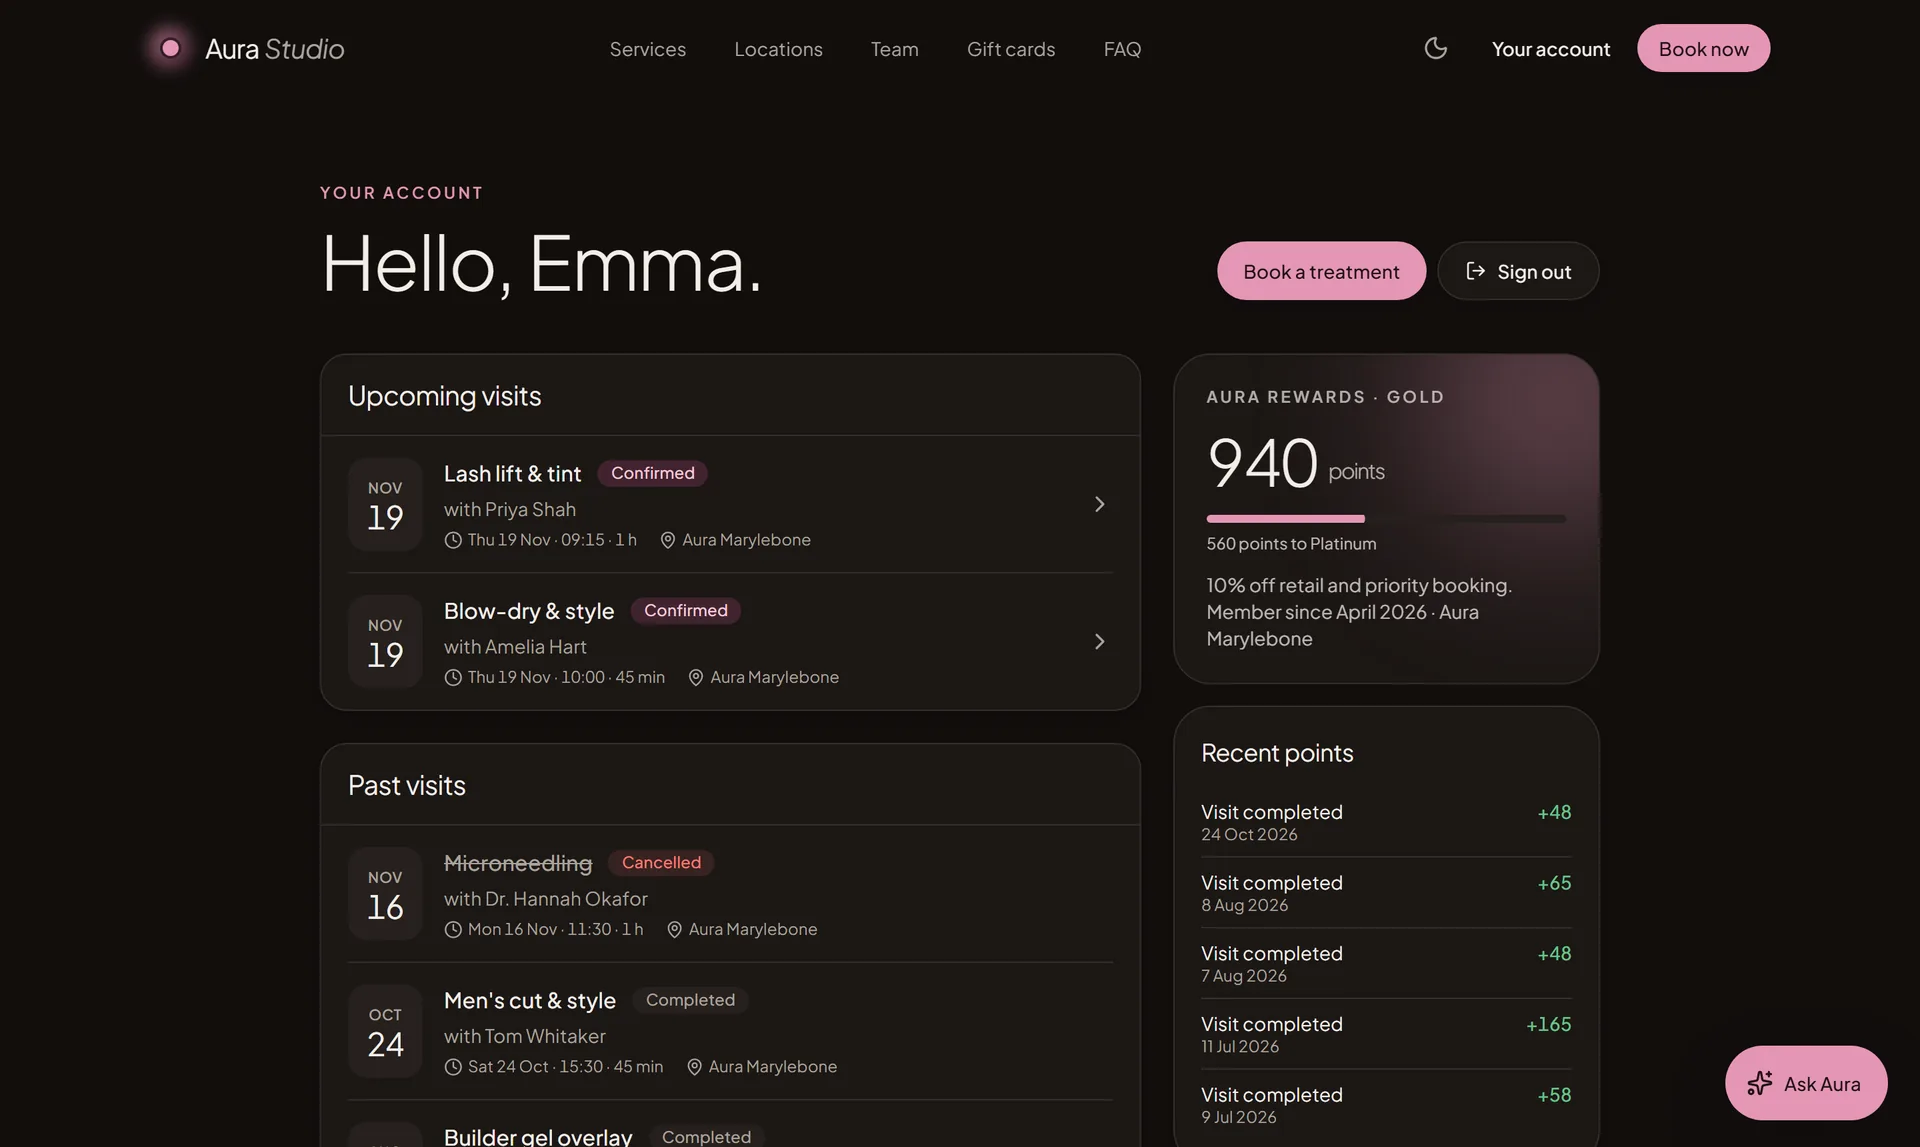 Aura Studio
Services
Locations
Team
Gift cards
FAQ
Your account
Book now
YOUR ACCOUNT
Hello, Emma.
Book a treatment
Sign out
Upcoming visits
NOV
19
Lash lift & tint
Confirmed
with Priya Shah
Thu 19 Nov · 09:15 · 1 h
Aura Marylebone
NOV
19
Blow-dry & style
Confirmed
with Amelia Hart
Thu 19 Nov · 10:00 · 45 min
Aura Marylebone
Past visits
NOV
16
Microneedling
Cancelled
with Dr. Hannah Okafor
Mon 16 Nov · 11:30 · 1 h
Aura Marylebone
OCT
24
Men's cut & style
Completed
with Tom Whitaker
Sat 24 Oct · 15:30 · 45 min
Aura Marylebone
Builder gel overlay
Completed
AURA REWARDS · GOLD
940 points
560 points to Platinum
10% off retail and priority booking.
Member since April 2026 · Aura
Marylebone
Recent points
Visit completed
+48
24 Oct 2026
Visit completed
+65
8 Aug 2026
Visit completed
+48
7 Aug 2026
Visit completed
+165
11 Jul 2026
Visit completed
+58
9 Jul 2026
Ask Aura